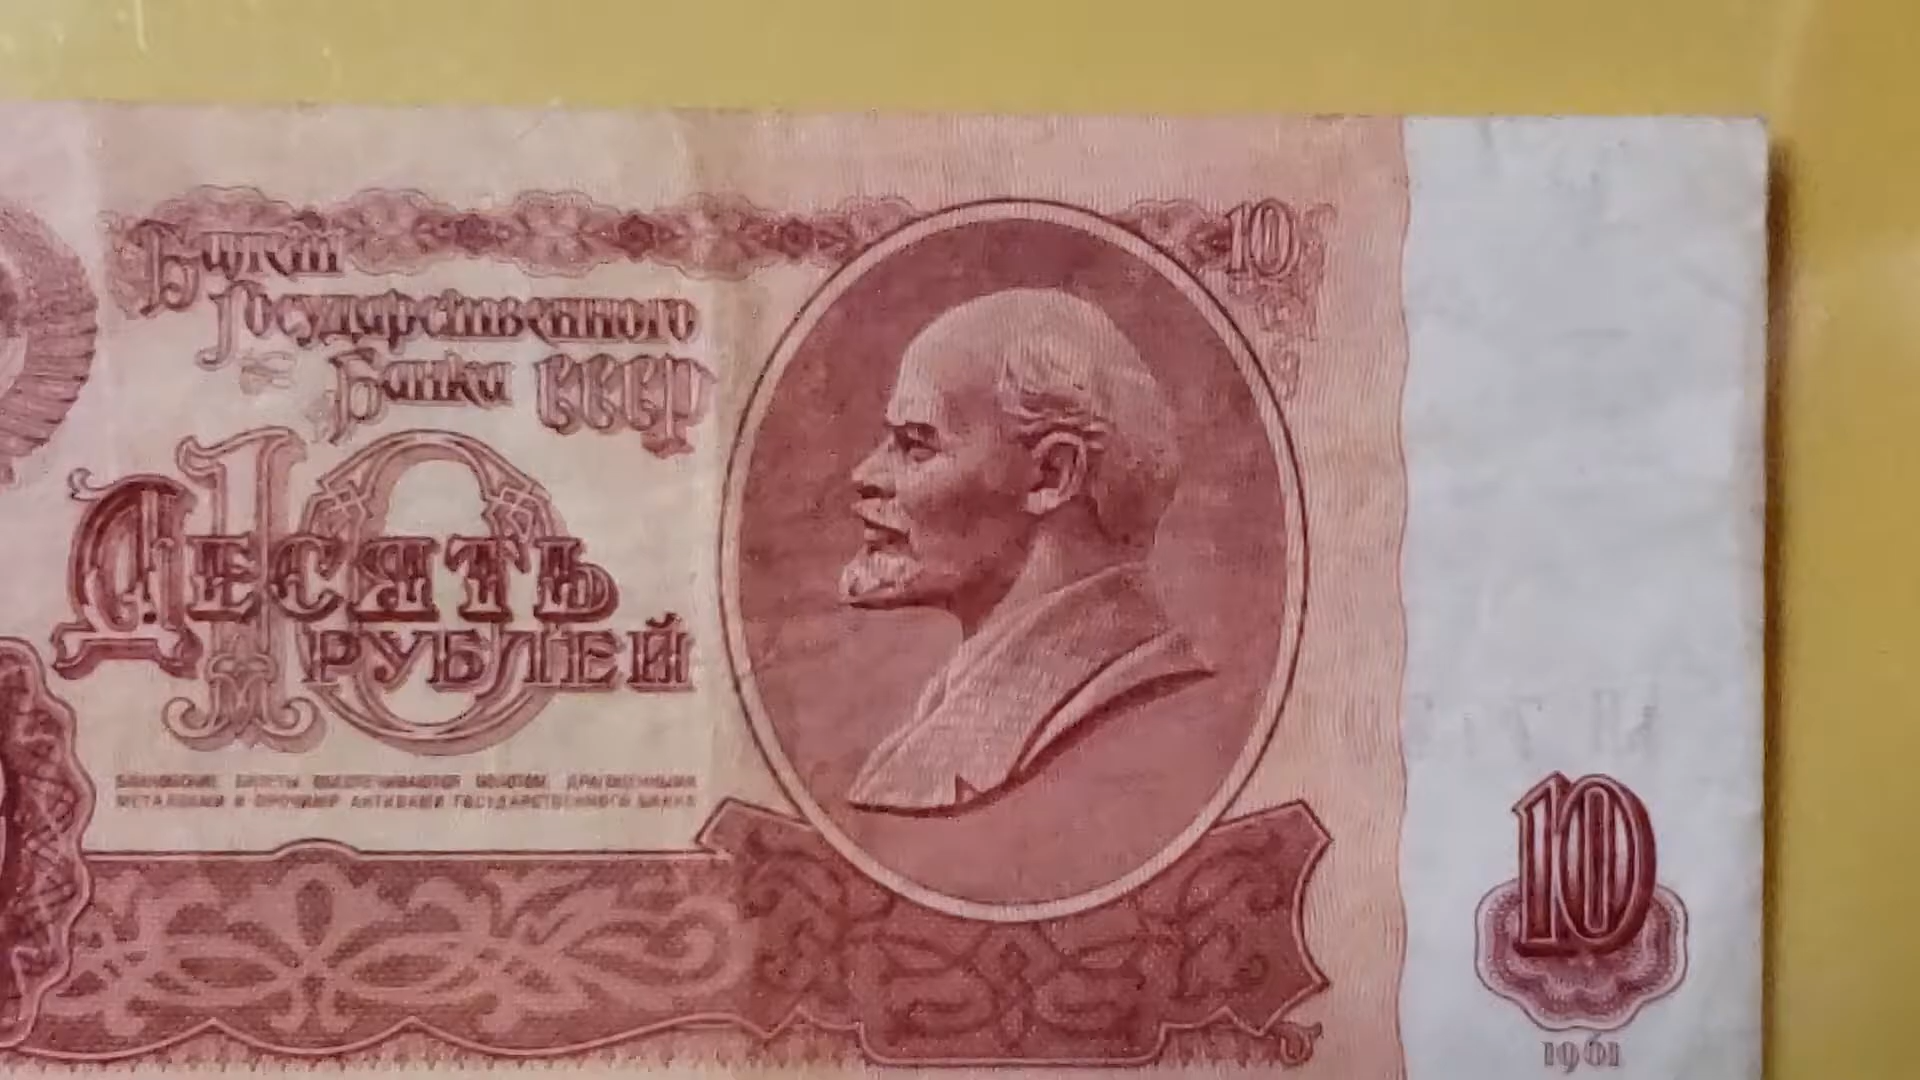 Билет
Государственного
Банка СССР
10
10
Десять
рублей
БАНКОВСКИЕ БИЛЕТЫ ОБЕСПЕЧИВАЮТСЯ ЗОЛОТОМ, ДРАГОЦЕННЫМИ
МЕТАЛЛАМИ И ПРОЧИМИ АКТИВАМИ ГОСУДАРСТВЕННОГО БАНКА
10
1961